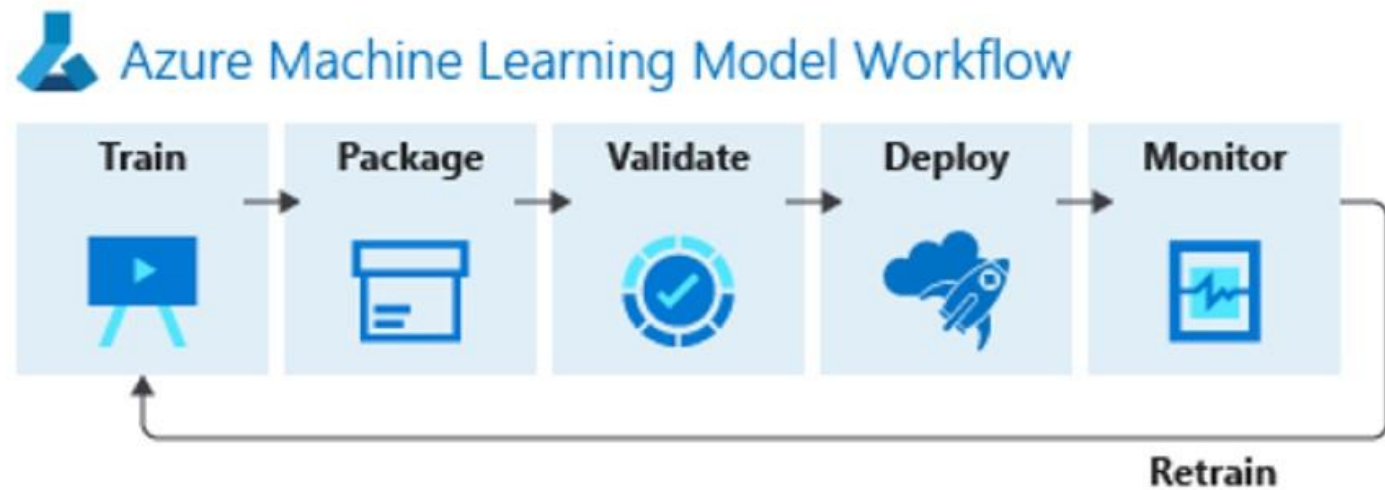 Azure Machine Learning Model Workflow
Train Package Validate Deploy Monitor
Retrain